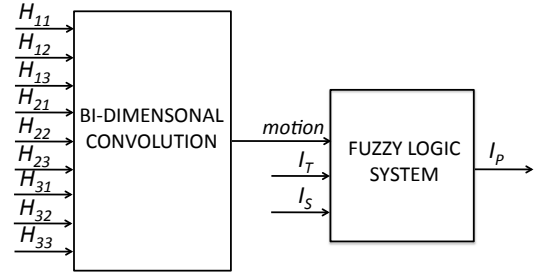 H11
H12
H13
H21
H22
H23
H31
H32
H33
BI-DIMENSONAL
CONVOLUTION
motion
IT
IS
FUZZY LOGIC
SYSTEM
IP